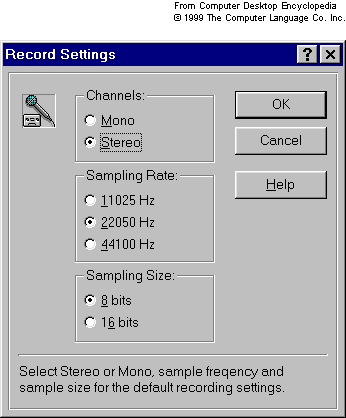 From Computer Desktop Encyclopedia
© 1999 The Computer Language Co. Inc.
Record Settings
Channels:
Mono
Stereo
Sampling Rate:
11025 Hz
22050 Hz
44100 Hz
Sampling Size:
8 bits
16 bits
OK
Cancel
Help
Select Stereo or Mono, sample freqency and
sample size for the default recording settings.